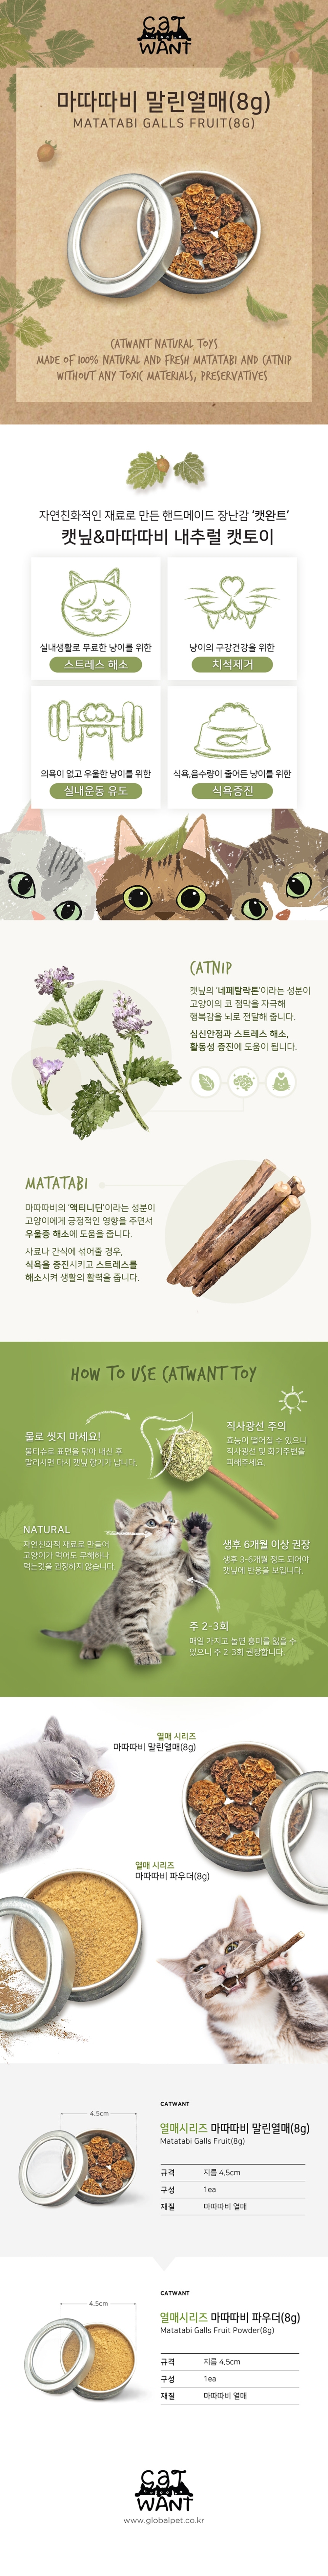 CAT
WANT
마따따비 말린열매(8g)
MATATABI GALLS FRUIT(8G)
CATWANT NATURAL TOYS
MADE OF 100% NATURAL AND FRESH MATATABI AND CATNIP
WITHOUT ANY TOXIC MATERIALS, PRESERVATIVES
자연친화적인 재료로 만든 핸드메이드 장난감 '캣완트'
캣닢&마따따비 내추럴 캣토이
실내생활로 무료한 냥이를 위한
스트레스 해소
냥이의 구강건강을 위한
치석제거
의욕이 없고 우울한 냥이를 위한
실내운동 유도
식욕,음수량이 줄어든 냥이를 위한
식욕증진
CATNIP
캣닢의 '네페탈락톤'이라는 성분이
고양이의 코 점막을 자극해
행복감을 뇌로 전달해 줍니다.
심신안정과 스트레스 해소,
활동성 증진에 도움이 됩니다.
MATATABI
마따따비의 '액티니딘'이라는 성분이
고양이에게 긍정적인 영향을 주면서
우울증 해소에 도움을 줍니다.
사료나 간식에 섞어줄 경우,
식욕을 증진시키고 스트레스를
해소시켜 생활의 활력을 줍니다.
HOW TO USE CATWANT TOY
직사광선 주의
효능이 떨어질 수 있으니
직사광선 및 화기주변을
피해주세요.
물로 씻지 마세요!
물티슈로 표면을 닦아 내신 후
말리시면 다시 캣닢 향기가 납니다.
NATURAL
자연친화적 재료로 만들어
고양이가 먹어도 무해하나
먹는것을 권장하지 않습니다.
생후 6개월 이상 권장
생후 3-6개월 정도 되어야
캣닢에 반응을 보입니다.
주 2-3회
매일 가지고 놀면 흥미를 잃을 수
있으니 주 2-3회 권장합니다.
열매 시리즈
마따따비 말린열매(8g)
열매 시리즈
마따따비 파우더(8g)
4.5cm
CATWANT
열매시리즈 마따따비 말린열매(8g)
Matatabi Galls Fruit(8g)
규격 지름 4.5cm
구성 1ea
재질 마따따비 열매
4.5cm
CATWANT
열매시리즈 마따따비 파우더(8g)
Matatabi Galls Fruit Powder(8g)
규격 지름 4.5cm
구성 1ea
재질 마따따비 열매
CAT
WANT
www.globalpet.co.kr